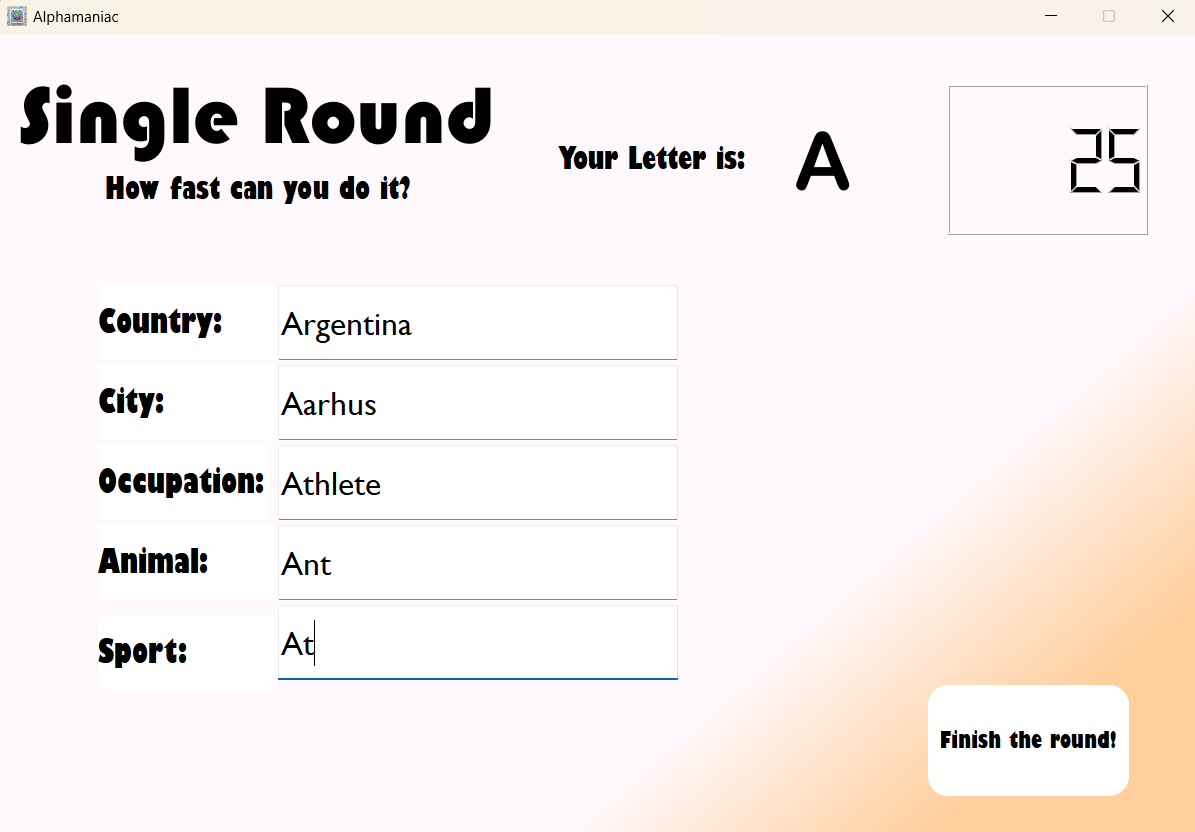 Alphamaniac
Single Round
How fast can you do it?
Your Letter is: A
25
Country: Argentina
City: Aarhus
Occupation: Athlete
Animal: Ant
Sport: At
Finish the round!